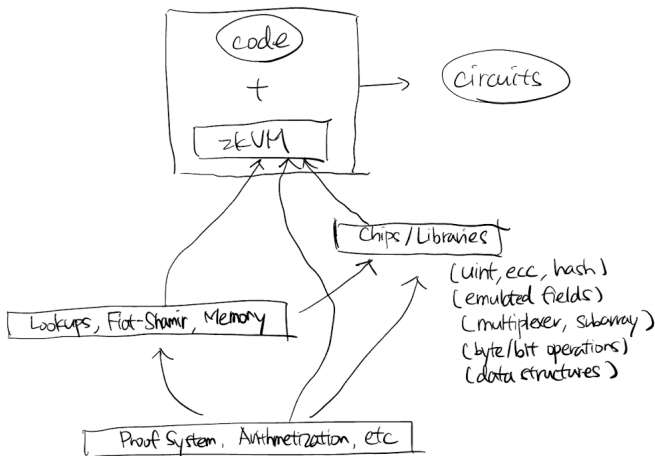 code
+
zkVM
circuits
Chips/Libraries
(uint, ecc, hash)
(emulated fields)
(multiplexer, subarray)
(byte/bit operations)
(data structures)
Lookups, Fiat-Shamir, Memory
Proof System, Arithmetization, etc